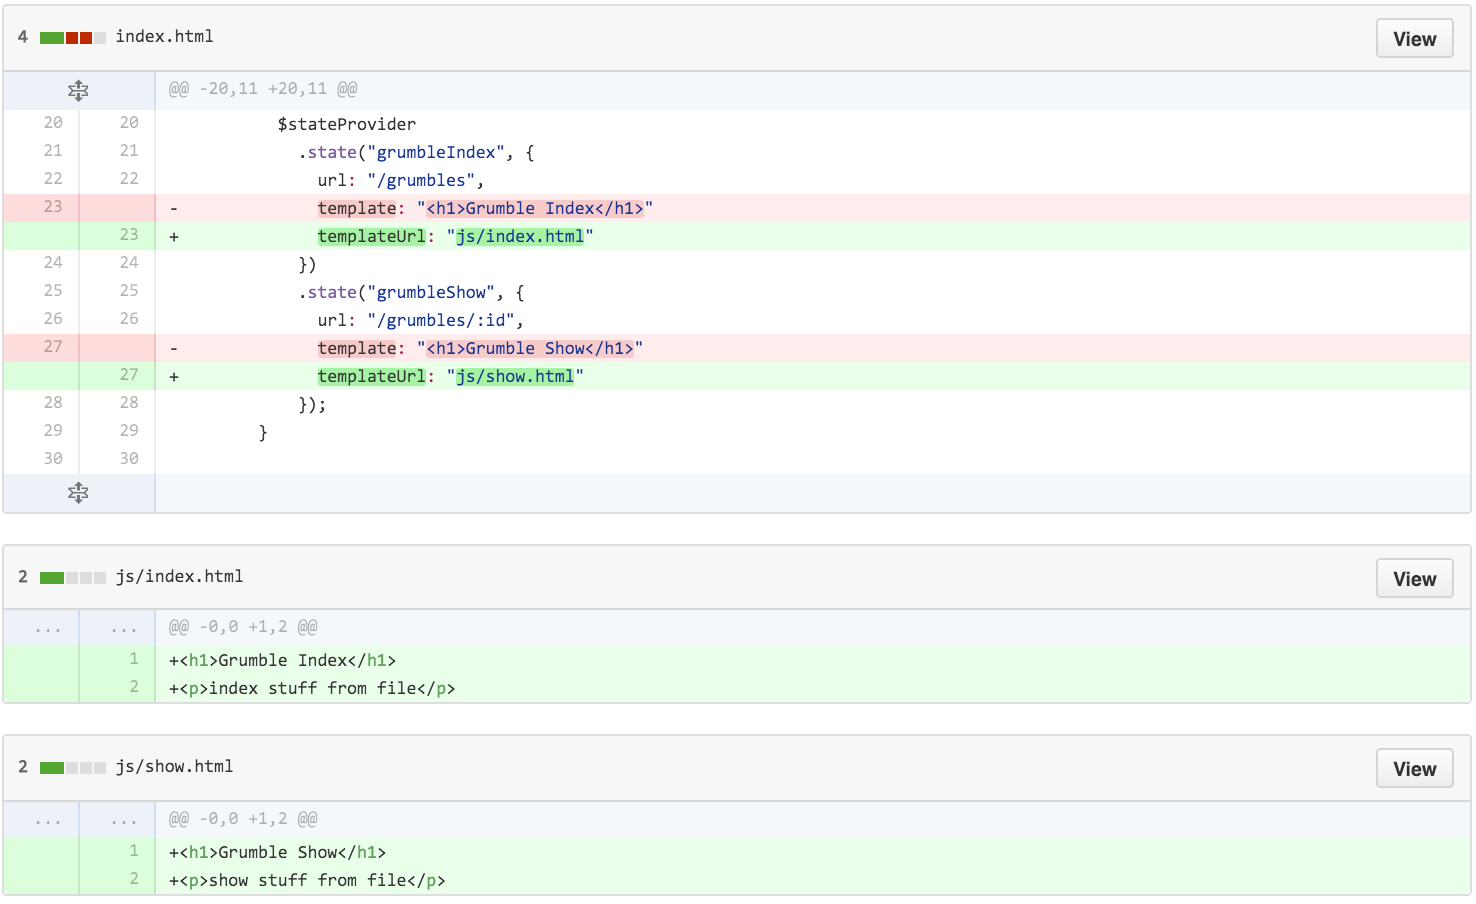 4 index.html View
@@ -20,11 +20,11 @@
20 20 $stateProvider
21 21 .state("grumbleIndex", {
22 22 url: "/grumbles",
23 - template: "<h1>Grumble Index</h1>"
23 + templateUrl: "js/index.html"
24 24 })
25 25 .state("grumbleShow", {
26 26 url: "/grumbles/:id",
27 - template: "<h1>Grumble Show</h1>"
27 + templateUrl: "js/show.html"
28 28 });
29 29 }
30 30
2 js/index.html View
... ... @@ -0,0 +1,2 @@
1 +<h1>Grumble Index</h1>
2 +<p>index stuff from file</p>
2 js/show.html View
... ... @@ -0,0 +1,2 @@
1 +<h1>Grumble Show</h1>
2 +<p>show stuff from file</p>